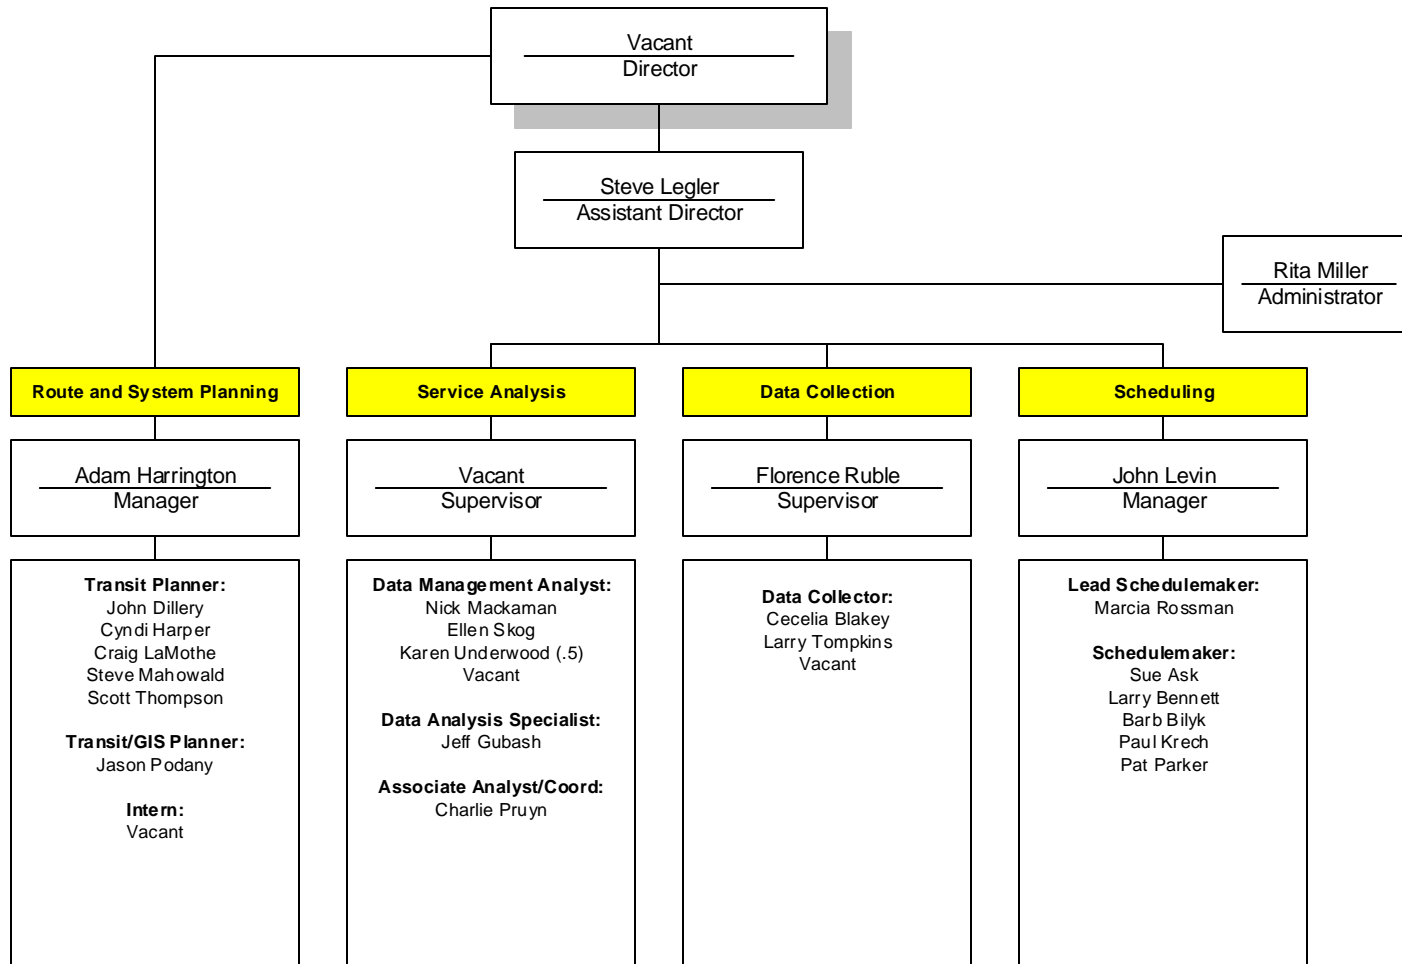 Vacant
Director
Steve Legler
Assistant Director
Rita Miller
Administrator
Route and System Planning
Adam Harrington
Manager
Transit Planner:
John Dillery
Cyndi Harper
Craig LaMothe
Steve Mahowald
Scott Thompson
Transit/GIS Planner:
Jason Podany
Intern:
Vacant
Service Analysis
Vacant
Supervisor
Data Management Analyst:
Nick Mackaman
Ellen Skog
Karen Underwood (.5)
Vacant
Data Analysis Specialist:
Jeff Gubash
Associate Analyst/Coord:
Charlie Pruyn
Data Collection
Florence Ruble
Supervisor
Data Collector:
Cecelia Blakey
Larry Tompkins
Vacant
Scheduling
John Levin
Manager
Lead Schedulemaker:
Marcia Rossman
Schedulemaker:
Sue Ask
Larry Bennett
Barb Bilyk
Paul Krech
Pat Parker